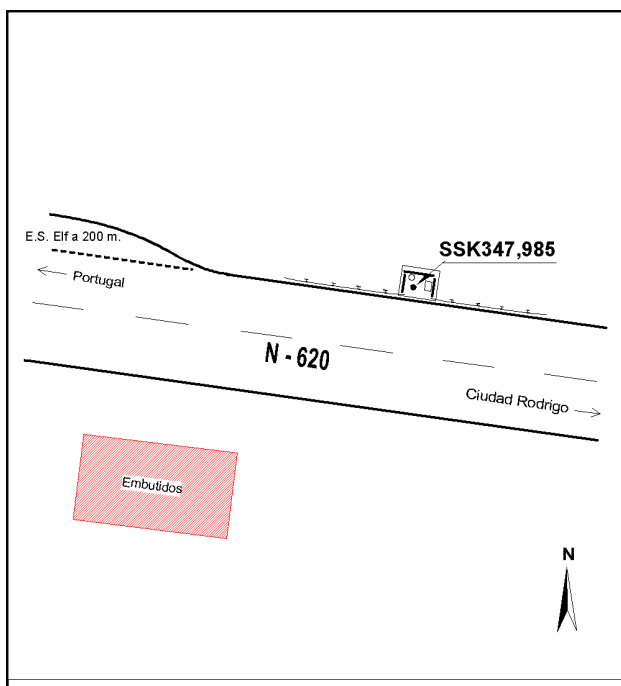 E.S. Elf a 200 m.
SSK347,985
Portugal
N - 620
Ciudad Rodrigo
Embutidos
N